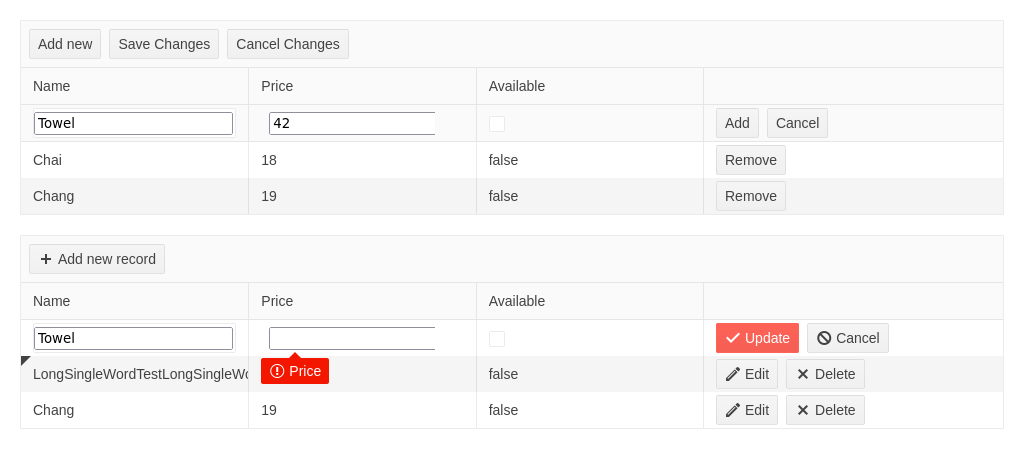 Add new Save Changes Cancel Changes
Name Price Available
Towel 42 Add Cancel
Chai 18 false Remove
Chang 19 false Remove
Add new record
Name Price Available
Towel Update Cancel
LongSingleWordTestLongSingleWo Price false Edit Delete
Chang 19 false Edit Delete